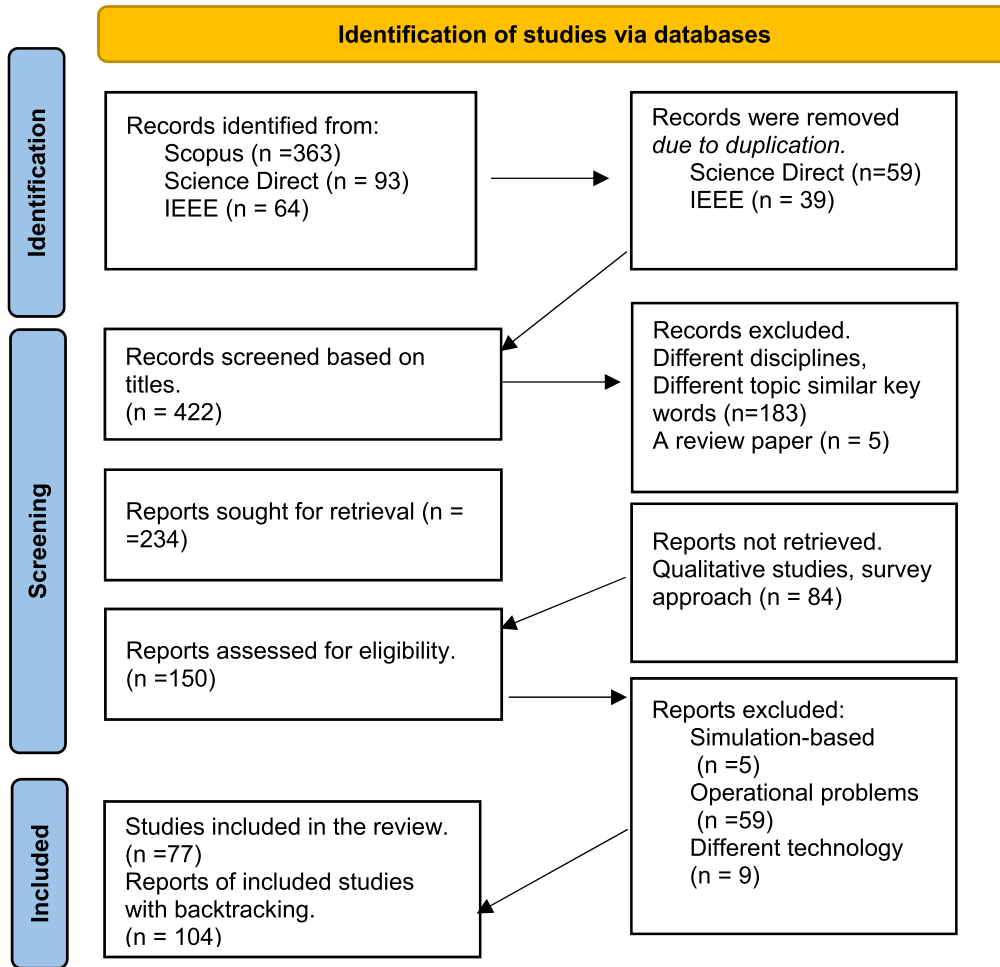 Identification of studies via databases
Identification
Records identified from:
Scopus (n =363)
Science Direct (n = 93)
IEEE (n = 64)
Records were removed
due to duplication.
Science Direct (n=59)
IEEE (n = 39)
Screening
Records screened based on
titles.
(n = 422)
Records excluded.
Different disciplines,
Different topic similar key
words (n=183)
A review paper (n = 5)
Reports sought for retrieval (n =
=234)
Reports not retrieved.
Qualitative studies, survey
approach (n = 84)
Reports assessed for eligibility.
(n =150)
Reports excluded:
Simulation-based
(n =5)
Operational problems
(n =59)
Different technology
(n = 9)
Included
Studies included in the review.
(n =77)
Reports of included studies
with backtracking.
(n = 104)